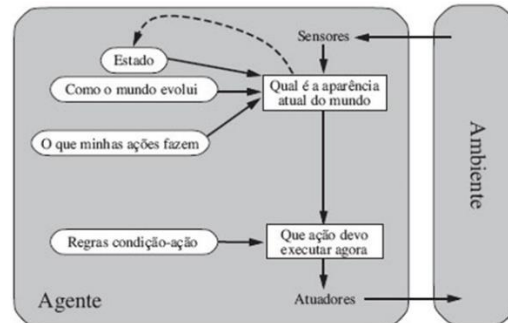 Sensores
Estado
Como o mundo evolui
Qual é a aparência
atual do mundo
O que minhas ações fazem
Ambiente
Regras condição-ação
Que ação devo
executar agora
Agente
Atuadores